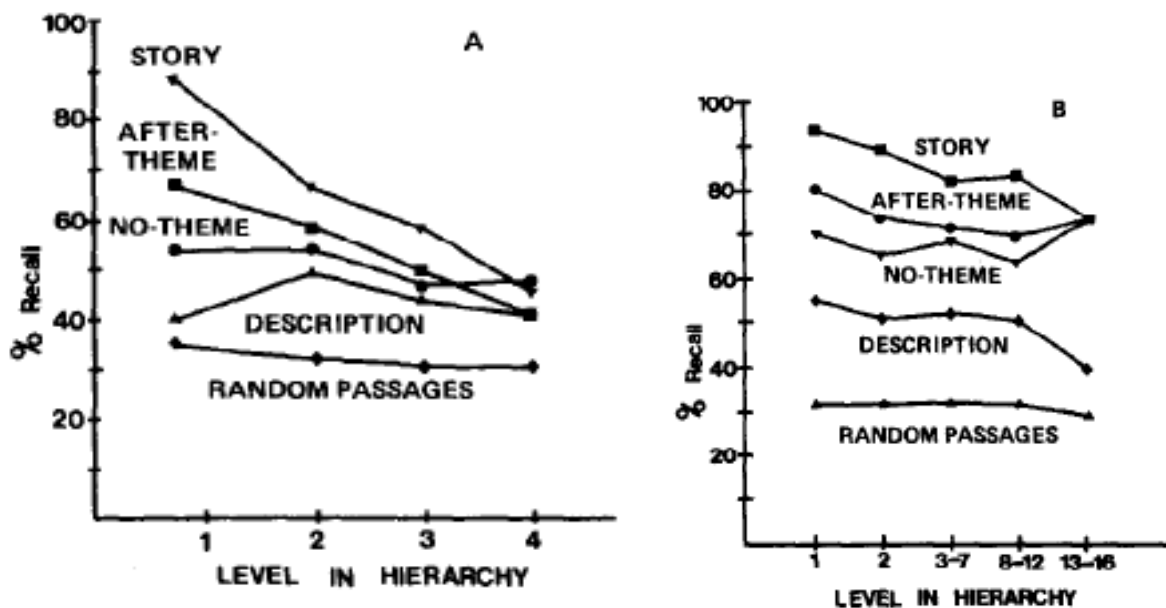 A
100
80
60
40
20
% Recall
STORY
AFTER-
THEME
NO-THEME
DESCRIPTION
RANDOM PASSAGES
1 2 3 4
LEVEL IN HIERARCHY
B
100
80
60
40
20
% Recall
STORY
AFTER-THEME
NO-THEME
DESCRIPTION
RANDOM PASSAGES
1 2 3-7 8-12 13-16
LEVEL IN HIERARCHY